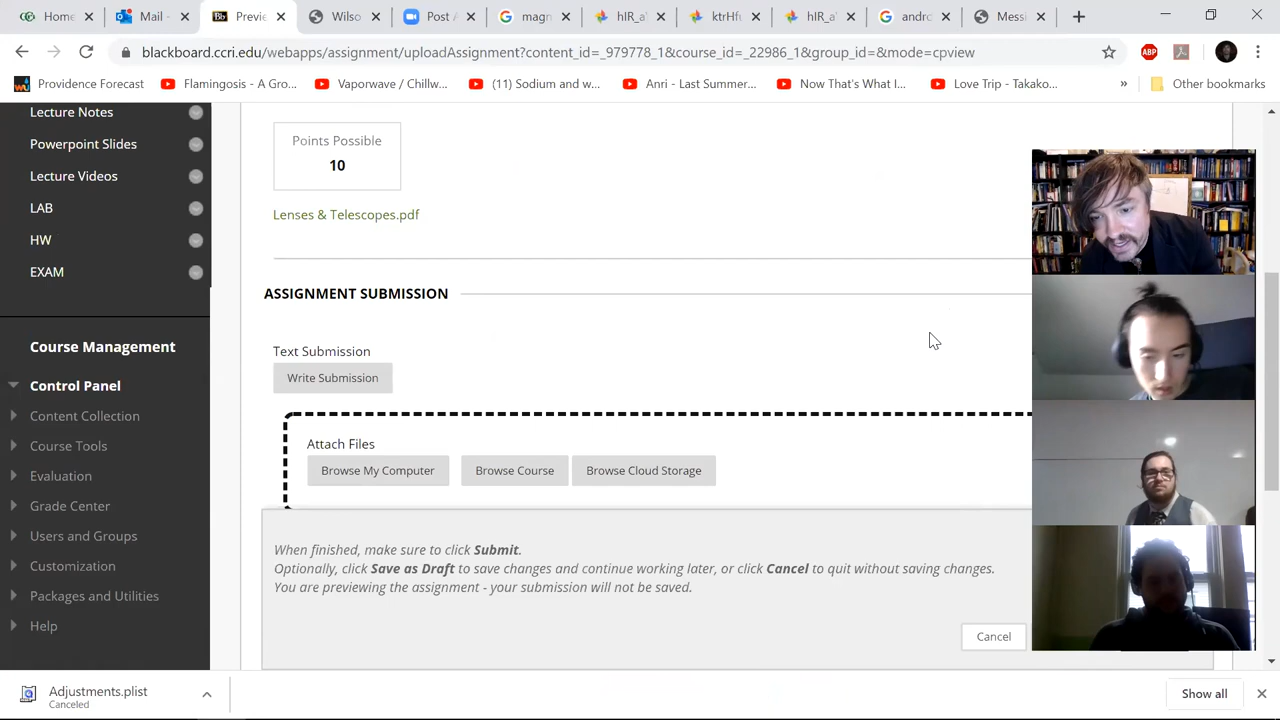 Home
Mail -
Previe
Wilso
Post A
magn
hIR_a
ktrHfu
hIR_a
andro
Messi
blackboard.ccri.edu/webapps/assignment/uploadAssignment?content_id=_979778_1&course_id=_22986_1&group_id=&mode=cpview
ABP
Providence Forecast
Flamingosis - A Gro...
Vaporwave / Chillw...
(11) Sodium and w...
Anri - Last Summer...
Now That's What I...
Love Trip - Takako...
»
Other bookmarks
Lecture Notes
Powerpoint Slides
Lecture Videos
LAB
HW
EXAM
Course Management
Control Panel
Content Collection
Course Tools
Evaluation
Grade Center
Users and Groups
Customization
Packages and Utilities
Help
Points Possible
10
Lenses & Telescopes.pdf
ASSIGNMENT SUBMISSION
Text Submission
Write Submission
Attach Files
Browse My Computer
Browse Course
Browse Cloud Storage
When finished, make sure to click Submit.
Optionally, click Save as Draft to save changes and continue working later, or click Cancel to quit without saving changes.
You are previewing the assignment - your submission will not be saved.
Cancel
Adjustments.plist
Canceled
Show all